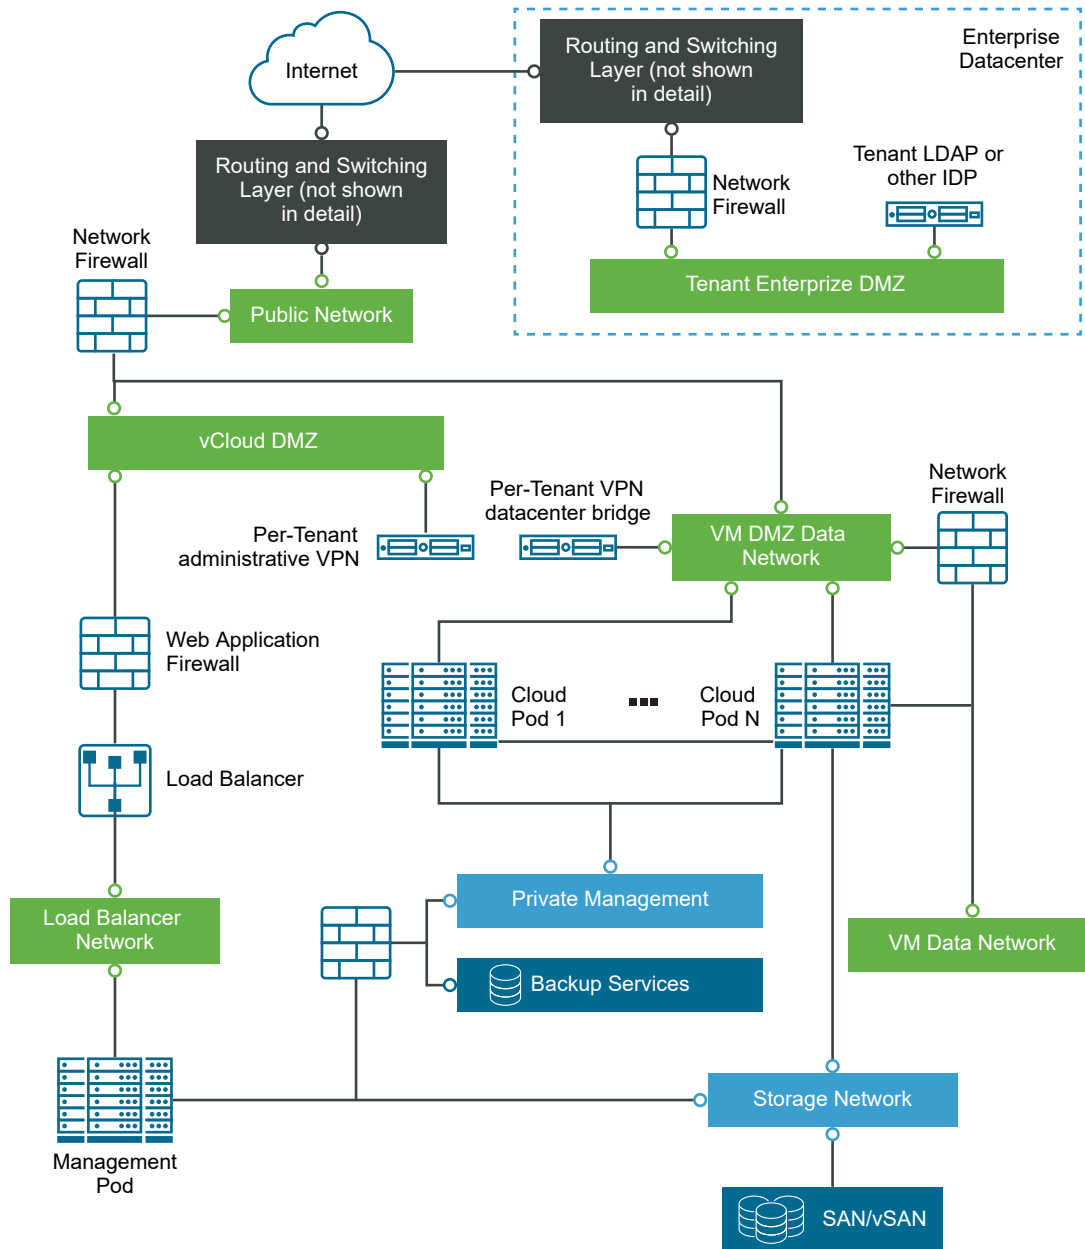 Internet
Routing and Switching
Layer (not shown
in detail)
Enterprise
Datacenter
Routing and Switching
Layer (not shown
in detail)
Network
Firewall
Tenant LDAP or
other IDP
Network
Firewall
Tenant Enterprize DMZ
Public Network
vCloud DMZ
Per-Tenant
administrative VPN
Per-Tenant VPN
datacenter bridge
VM DMZ Data
Network
Network
Firewall
Web Application
Firewall
Cloud
Pod 1
Cloud
Pod N
Load Balancer
Load Balancer
Network
Private Management
Backup Services
VM Data Network
Management
Pod
Storage Network
SAN/vSAN